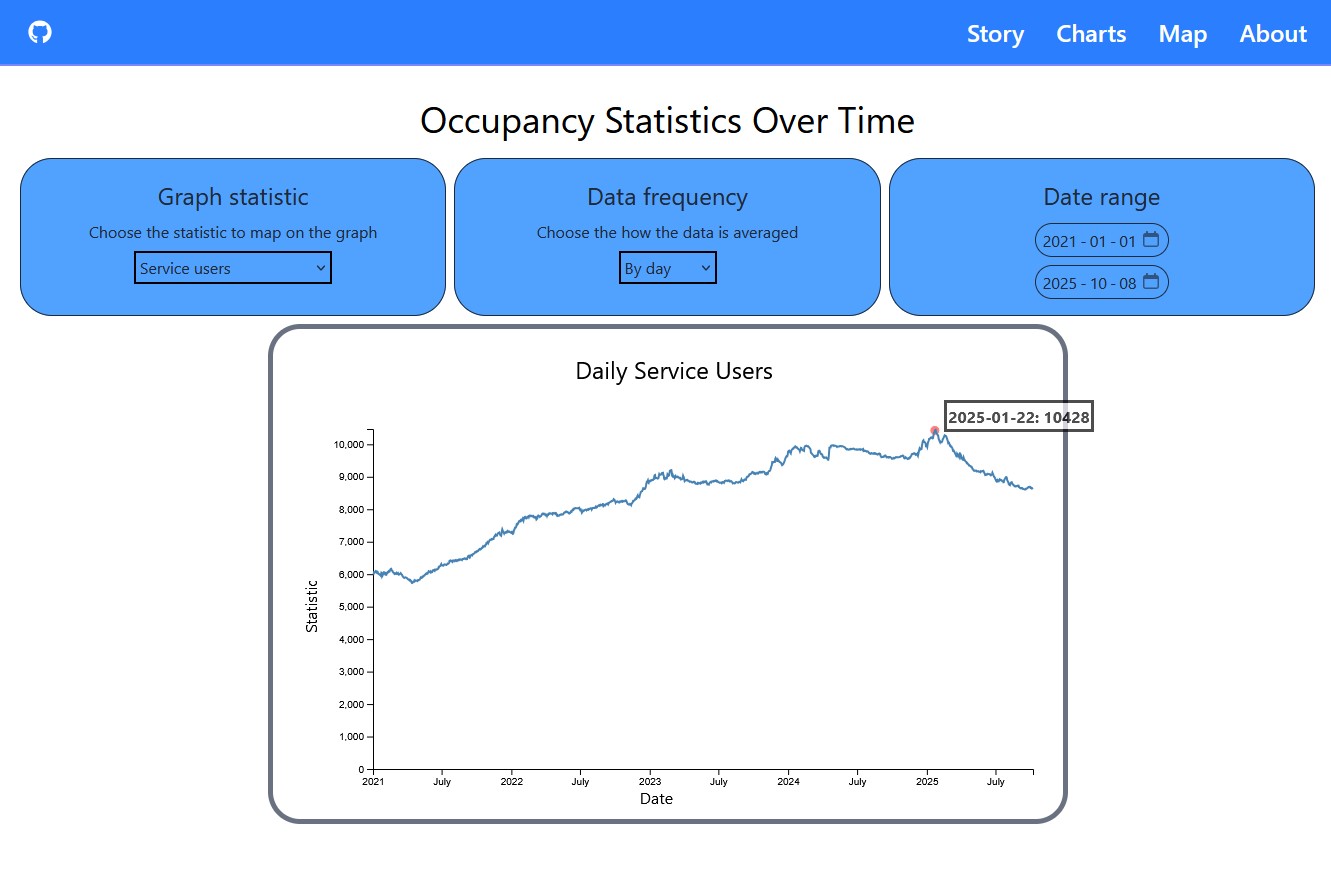 Story Charts Map About
Occupancy Statistics Over Time
Graph statistic
Choose the statistic to map on the graph
Service users
Data frequency
Choose the how the data is averaged
By day
Date range
2021 - 01 - 01
2025 - 10 - 08
Daily Service Users
2025-01-22: 10428
10,000
9,000
8,000
7,000
6,000
5,000
4,000
3,000
2,000
1,000
0
Statistic
2021 July 2022 July 2023 July 2024 July 2025 July
Date